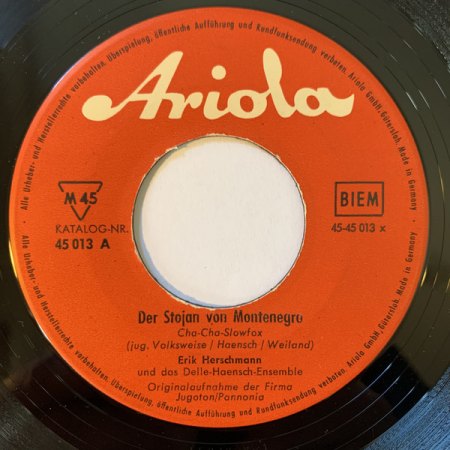 Alle Urheber- und Herstellerrechte vorbehalten. Überspielung, öffentliche Aufführung und Rundfunksendung verboten. Ariola GmbH, Gütersloh. Made in Germany
Ariola
M 45
KATALOG-NR.
45 013 A
BIEM
45-45 013 x
Der Stojan von Montenegro
Cha-Cha-Slowfox
(jug. Volksweise / Haensch / Weiland)
Erik Herschmann
und das Delle-Haensch-Ensemble
Originalaufnahme der Firma
Jugoton/Pannonia
Alle Urheber- und Herstellerrechte vorbehalten. Überspielung, öffentliche Aufführung und Rundfunksendung verboten. Ariola GmbH, Gütersloh. Made in Germany